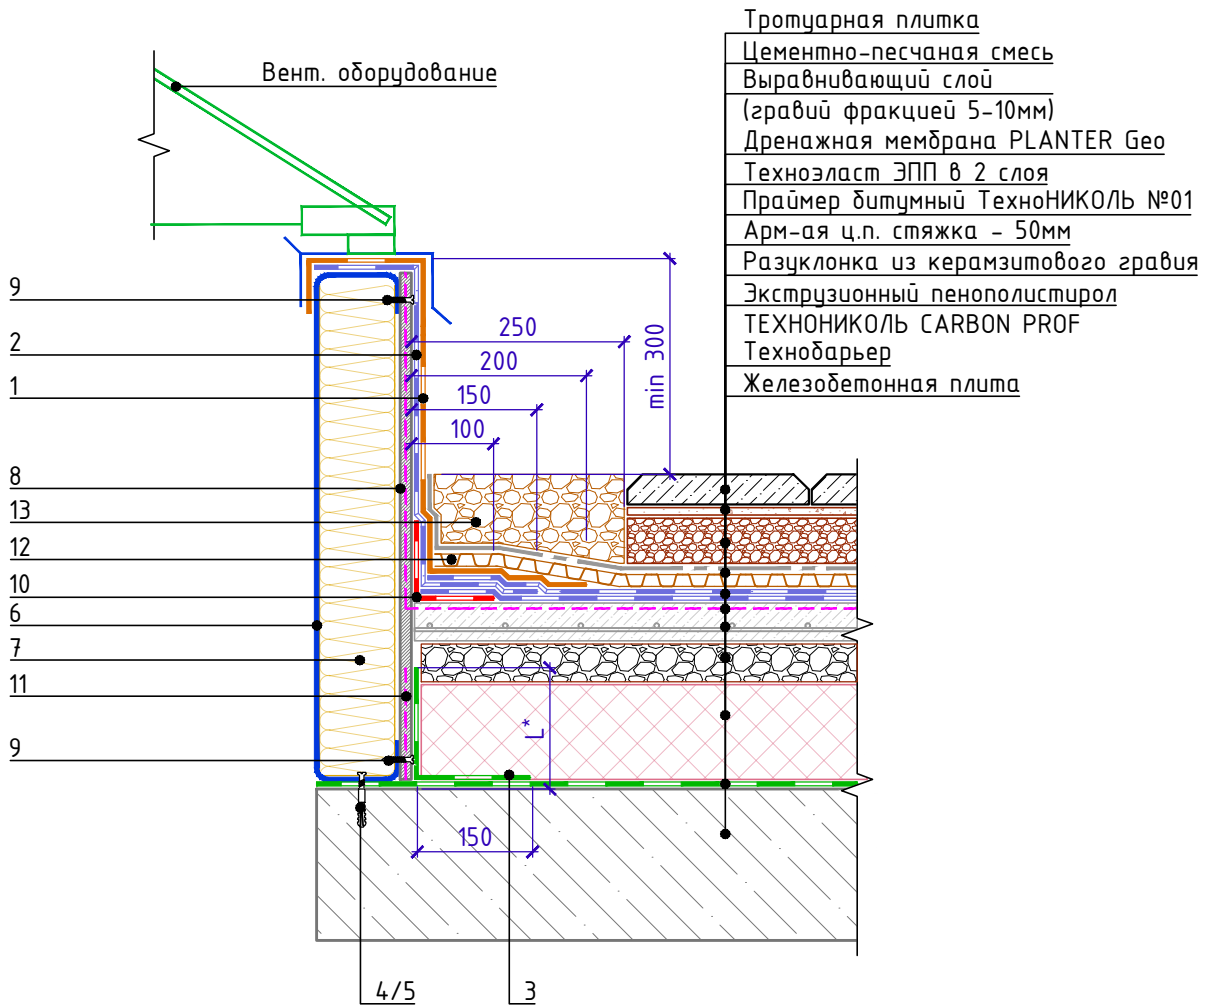 Тротуарная плитка
Цементно-песчаная смесь
Выравнивающий слой
(гравий фракцией 5-10мм)
Дренажная мембрана PLANTER Geo
Техноэласт ЭПП в 2 слоя
Праймер битумный ТехноНИКОЛЬ №01
Арм-ая ц.п. стяжка - 50мм
Разуклонка из керамзитового гравия
Экструзионный пенополистирол
ТЕХНОНИКОЛЬ CARBON PROF
Технобарьер
Железобетонная плита
Вент. оборудование
9
2
1
8
13
12
10
6
7
11
9
250
200
150
100
min 300
L*
150
4/5
3